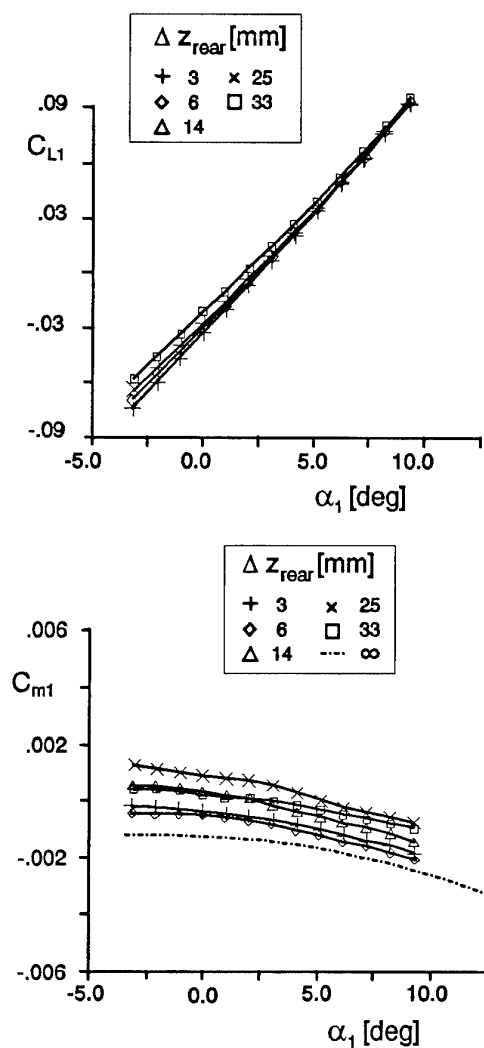 Δ z_rear [mm]
+ 3 × 25
◇ 6 □ 33
△ 14
.09
C_L1
.03
-.03
-.09
-5.0 0.0 5.0 10.0
α₁ [deg]
Δ z_rear [mm]
+ 3 × 25
◇ 6 □ 33
△ 14 -·-·- ∞
.006
C_m1
.002
-.002
-.006
-5.0 0.0 5.0 10.0
α₁ [deg]